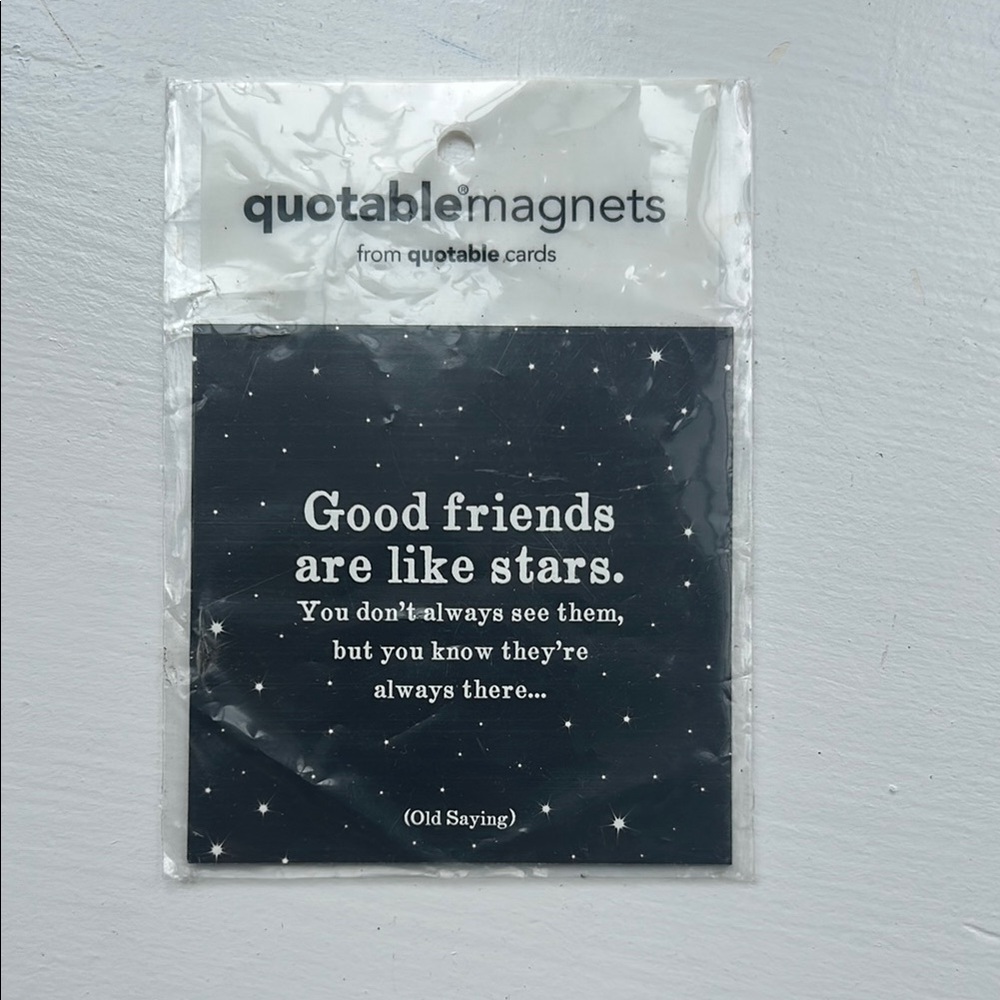 quotable®magnets
from quotable cards
Good friends
are like stars.
You don't always see them,
but you know they're
always there...
(Old Saying)